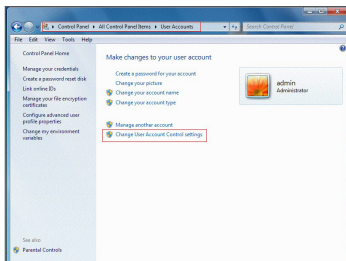 Control Panel ▸ All Control Panel Items ▸ User Accounts
Search Control Panel
File Edit View Tools Help
Control Panel Home
Manage your credentials
Create a password reset disk
Link online IDs
Manage your file encryption
certificates
Configure advanced user
profile properties
Change my environment
variables
See also
Parental Controls
Make changes to your user account
Create a password for your account
Change your picture
Change your account name
Change your account type
Manage another account
Change User Account Control settings
admin
Administrator